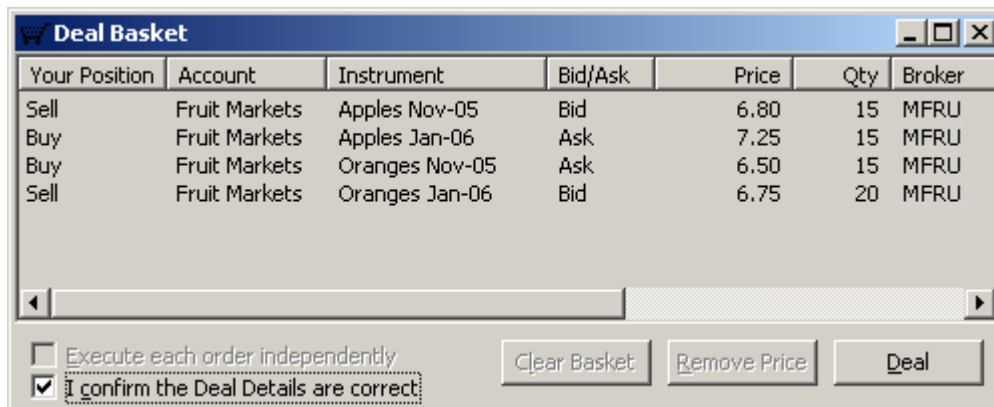 Deal Basket
Your Position Account Instrument Bid/Ask Price Qty Broker
Sell Fruit Markets Apples Nov-05 Bid 6.80 15 MFRU
Buy Fruit Markets Apples Jan-06 Ask 7.25 15 MFRU
Buy Fruit Markets Oranges Nov-05 Ask 6.50 15 MFRU
Sell Fruit Markets Oranges Jan-06 Bid 6.75 20 MFRU
Execute each order independently Clear Basket Remove Price Deal
I confirm the Deal Details are correct